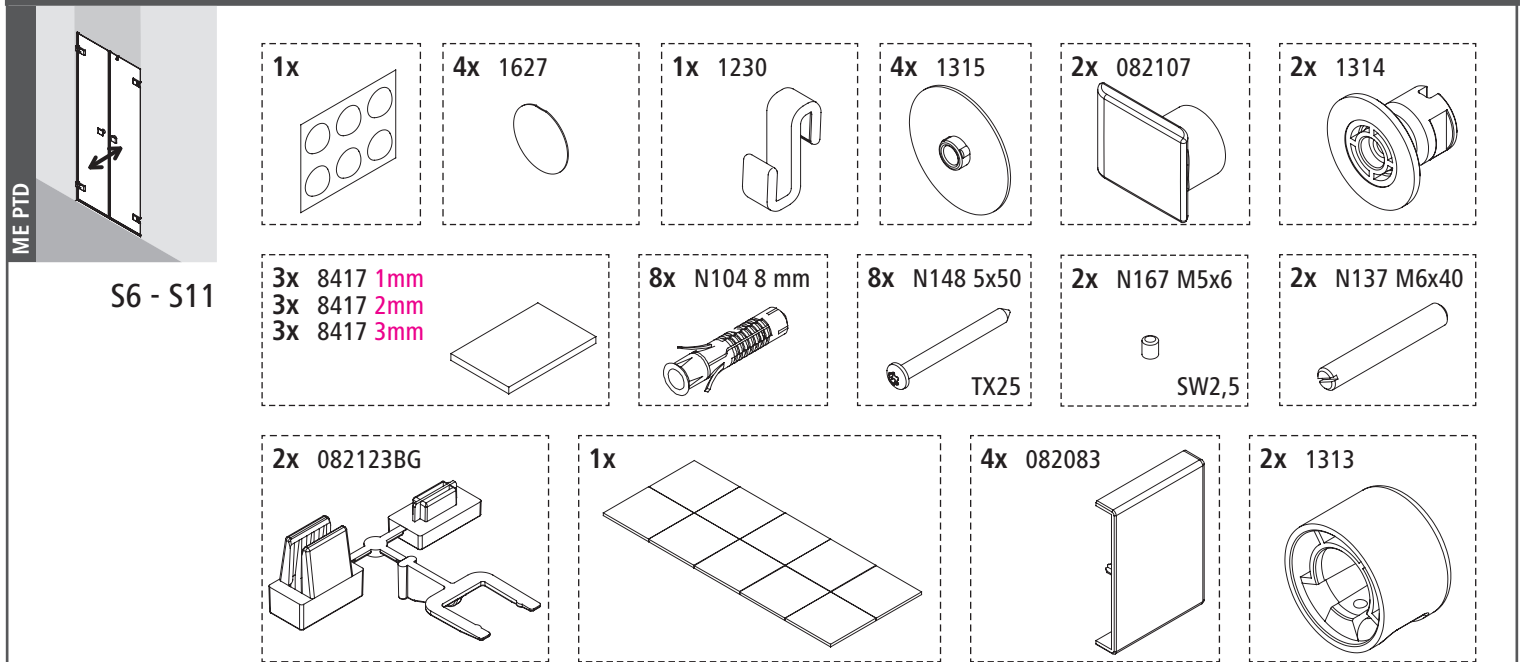 ME PTD
S6 - S11
1x
4x 1627
1x 1230
4x 1315
2x 082107
2x 1314
3x 8417 1mm
3x 8417 2mm
3x 8417 3mm
8x N104 8 mm
8x N148 5x50
TX25
2x N167 M5x6
SW2,5
2x N137 M6x40
2x 082123BG
1x
4x 082083
2x 1313